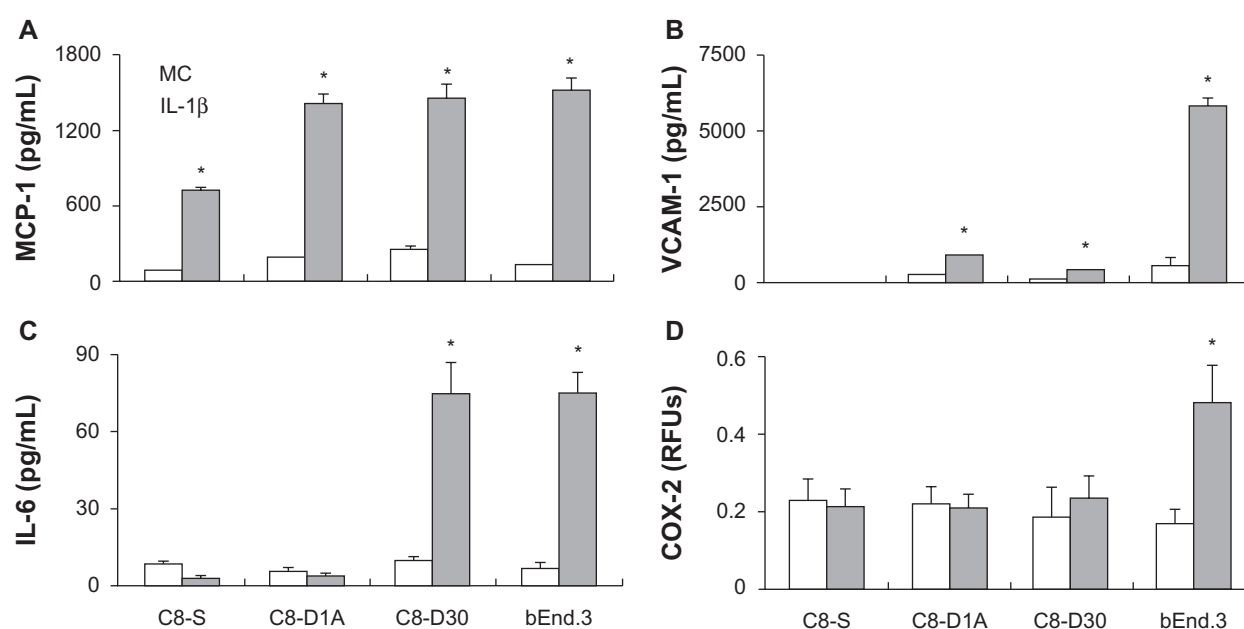 A
MCP-1 (pg/mL)
1800
1200
600
0
MC
IL-1β
*
*
*
*
B
VCAM-1 (pg/mL)
7500
5000
2500
0
*
*
*
C
IL-6 (pg/mL)
90
60
30
0
*
*
C8-S C8-D1A C8-D30 bEnd.3
D
COX-2 (RFUs)
0.6
0.4
0.2
0
*
C8-S C8-D1A C8-D30 bEnd.3